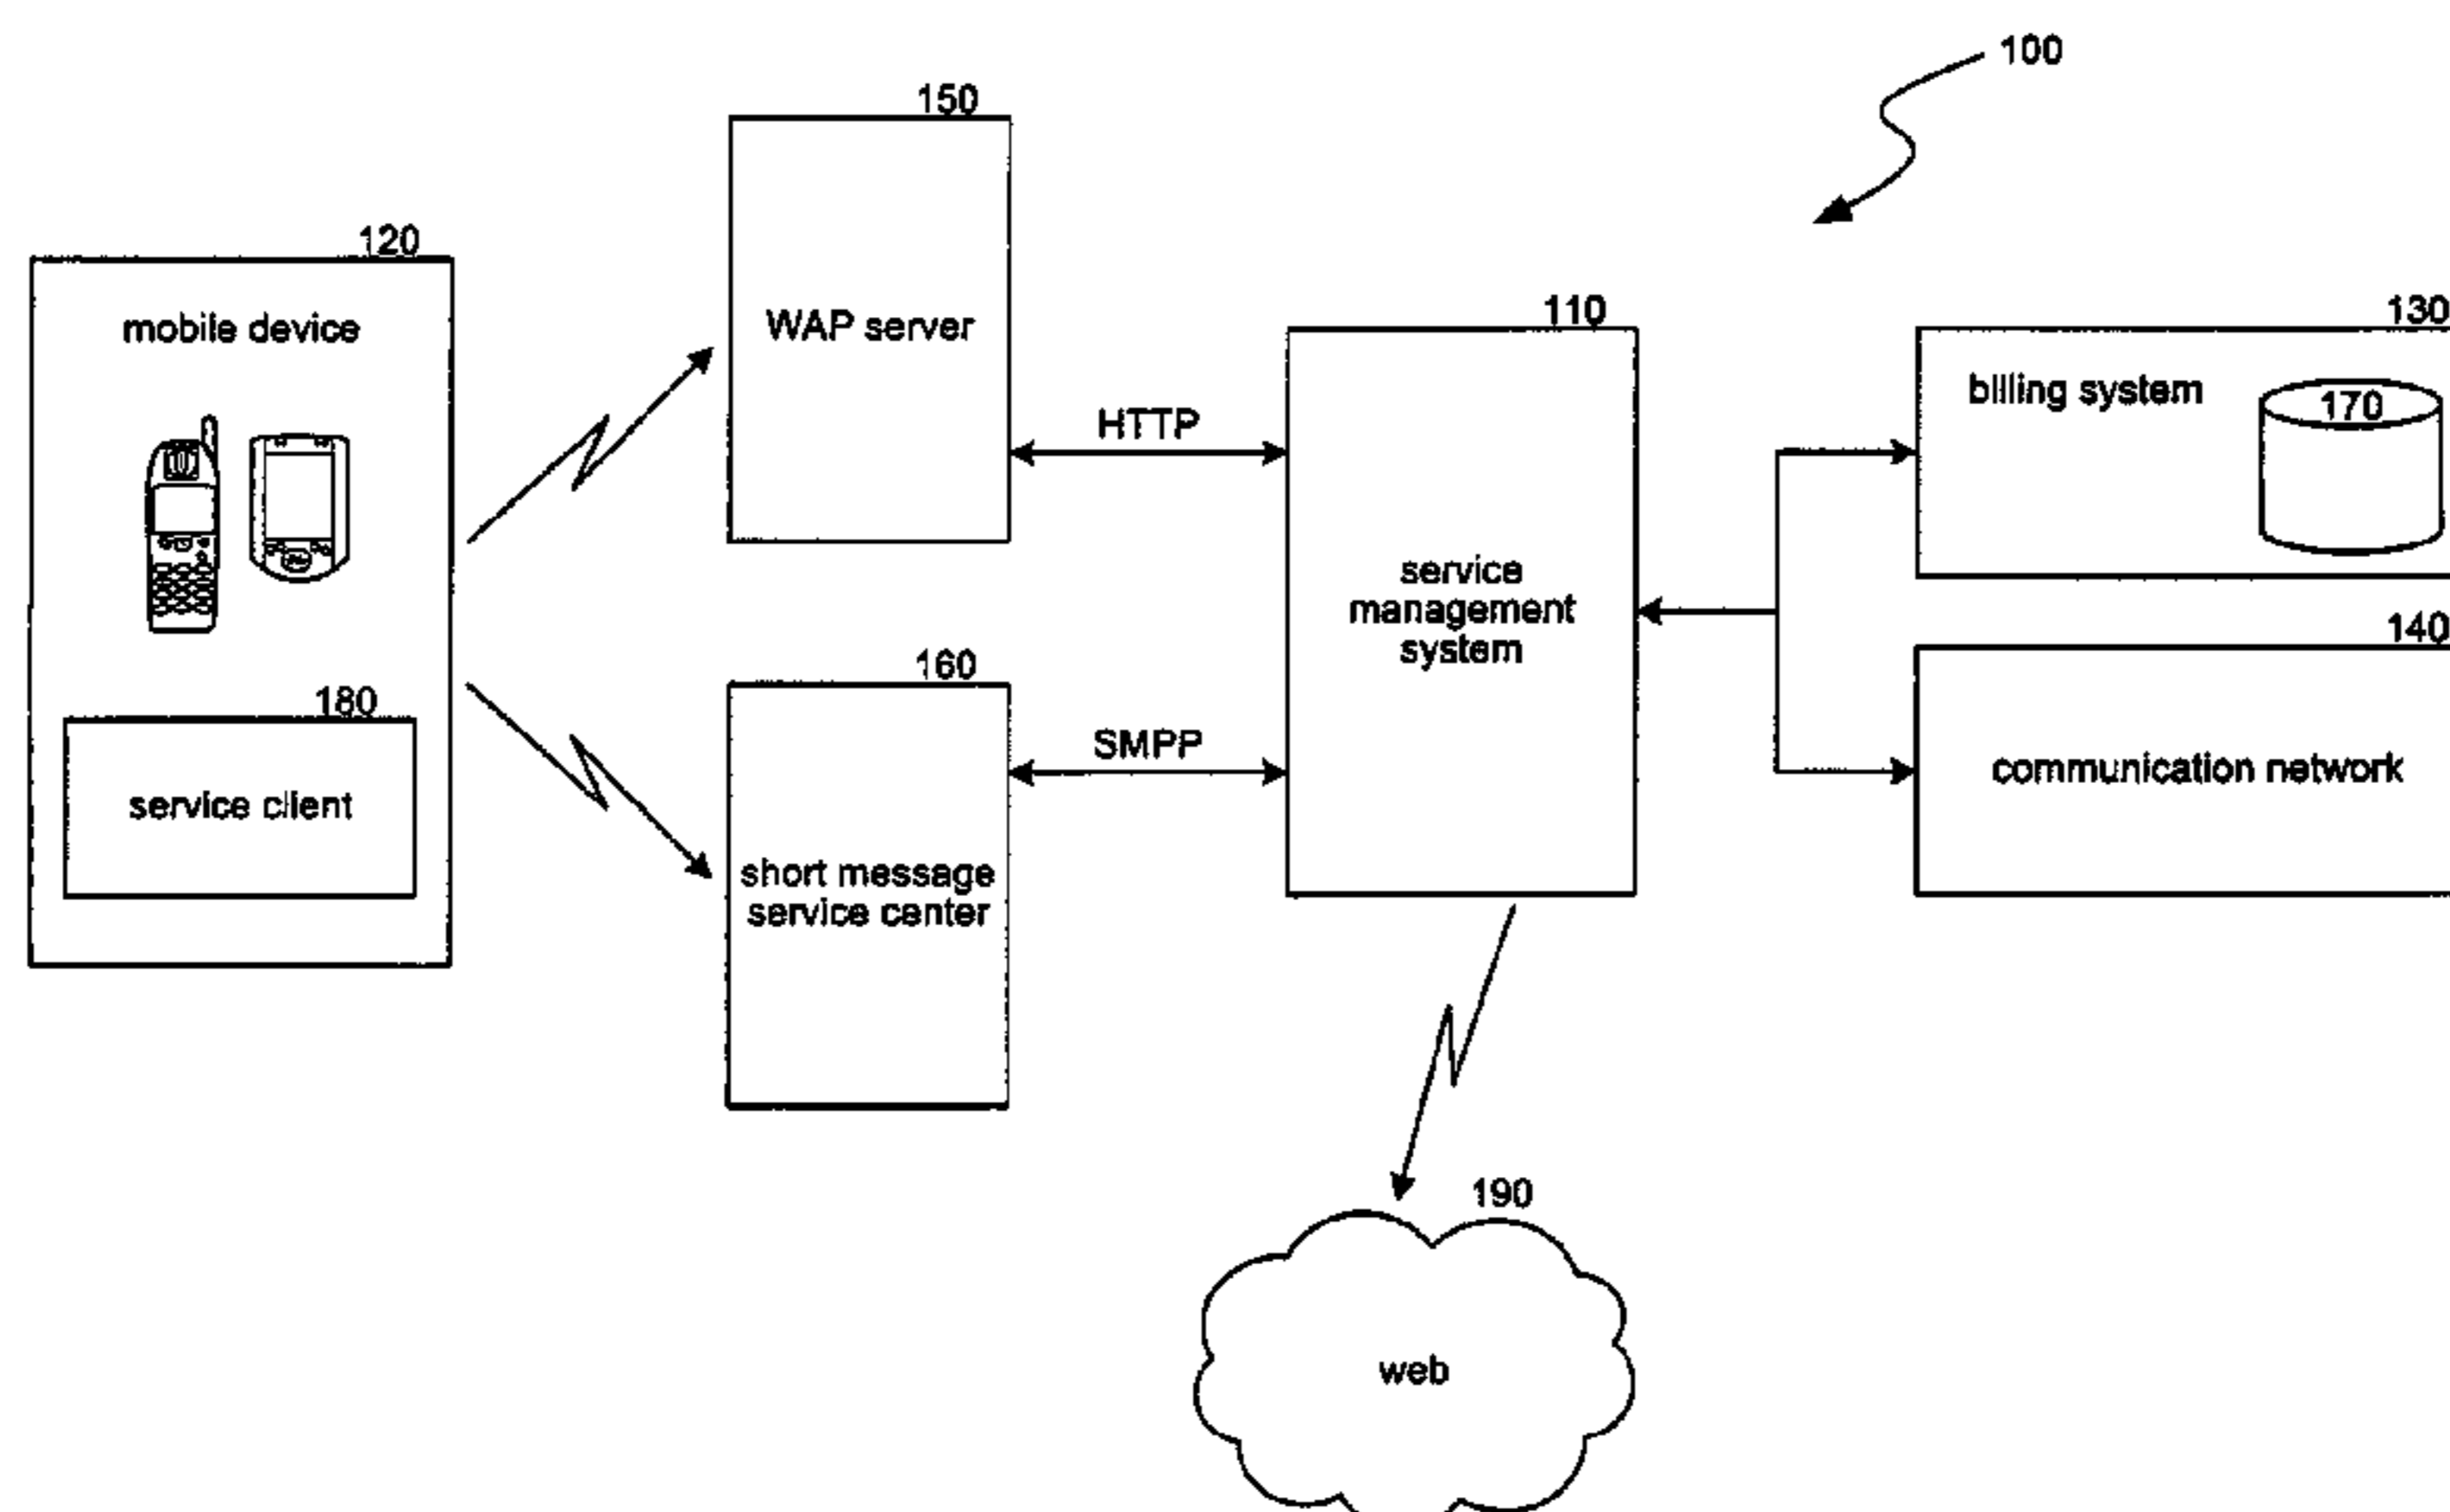 100
150
120
mobile device
WAP server
110
130
billing system
170
HTTP
service
management
system
140
160
180
SMPP
communication network
service client
short message
service center
190
web